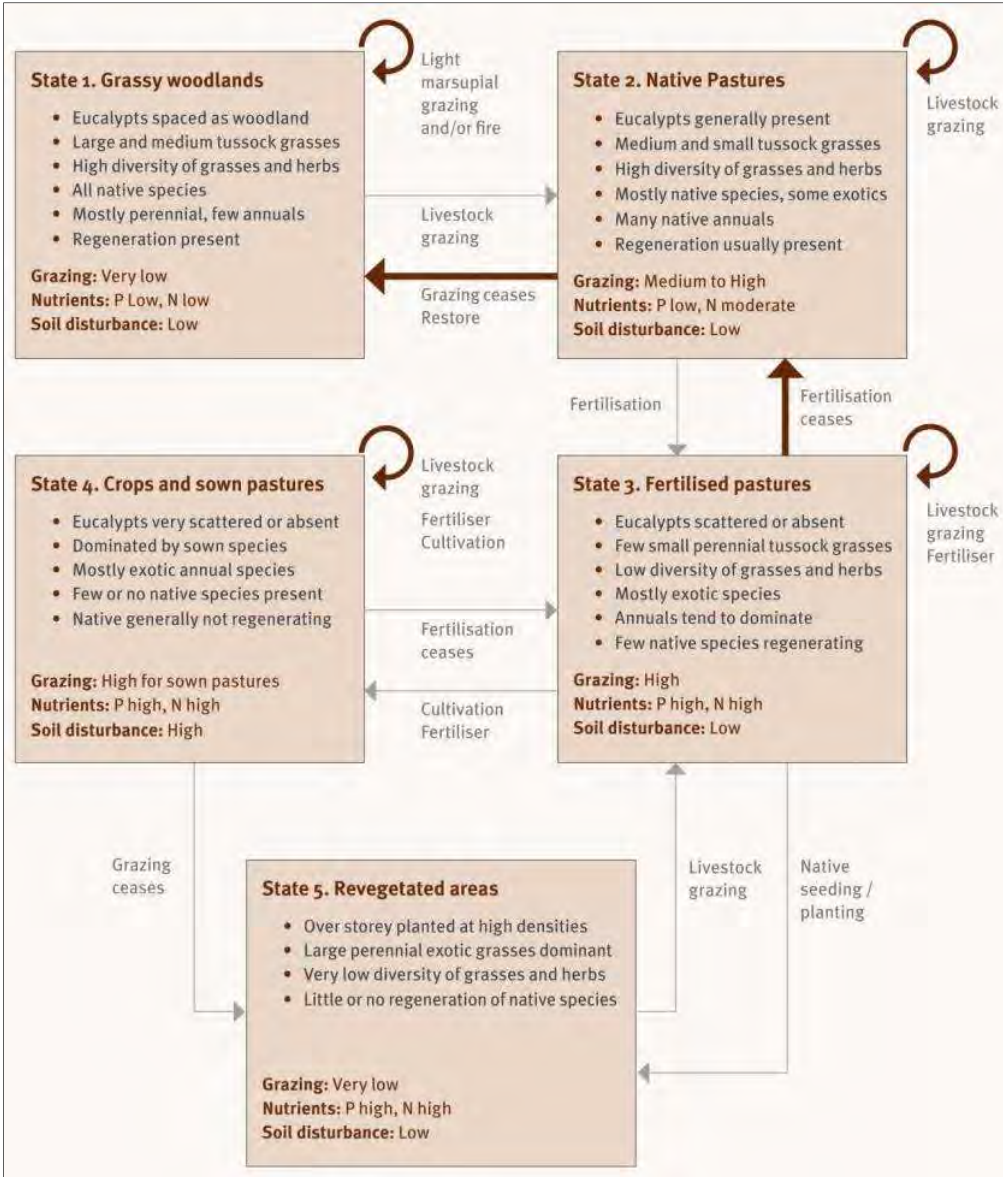 State 1. Grassy woodlands
• Eucalypts spaced as woodland
• Large and medium tussock grasses
• High diversity of grasses and herbs
• All native species
• Mostly perennial, few annuals
• Regeneration present
Grazing: Very low
Nutrients: P Low, N low
Soil disturbance: Low
Light
marsupial
grazing
and/or fire
Livestock
grazing
Grazing ceases
Restore
State 2. Native Pastures
• Eucalypts generally present
• Medium and small tussock grasses
• High diversity of grasses and herbs
• Mostly native species, some exotics
• Many native annuals
• Regeneration usually present
Grazing: Medium to High
Nutrients: P low, N moderate
Soil disturbance: Low
Livestock
grazing
Fertilisation
Fertilisation
ceases
State 4. Crops and sown pastures
• Eucalypts very scattered or absent
• Dominated by sown species
• Mostly exotic annual species
• Few or no native species present
• Native generally not regenerating
Grazing: High for sown pastures
Nutrients: P high, N high
Soil disturbance: High
Livestock
grazing
Fertiliser
Cultivation
Fertilisation
ceases
Cultivation
Fertiliser
State 3. Fertilised pastures
• Eucalypts scattered or absent
• Few small perennial tussock grasses
• Low diversity of grasses and herbs
• Mostly exotic species
• Annuals tend to dominate
• Few native species regenerating
Grazing: High
Nutrients: P high, N high
Soil disturbance: Low
Livestock
grazing
Fertiliser
Grazing
ceases
State 5. Revegetated areas
• Over storey planted at high densities
• Large perennial exotic grasses dominant
• Very low diversity of grasses and herbs
• Little or no regeneration of native species
Grazing: Very low
Nutrients: P high, N high
Soil disturbance: Low
Livestock
grazing
Native
seeding /
planting